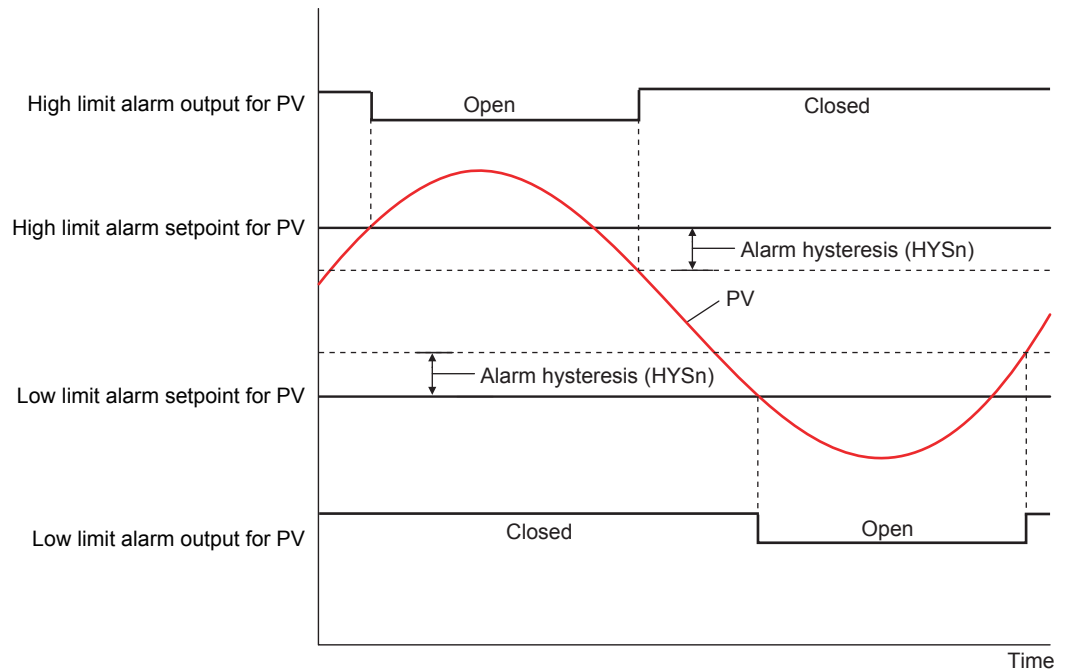 High limit alarm output for PV
Open
Closed
High limit alarm setpoint for PV
Alarm hysteresis (HYSn)
PV
Alarm hysteresis (HYSn)
Low limit alarm setpoint for PV
Low limit alarm output for PV
Closed
Open
Time